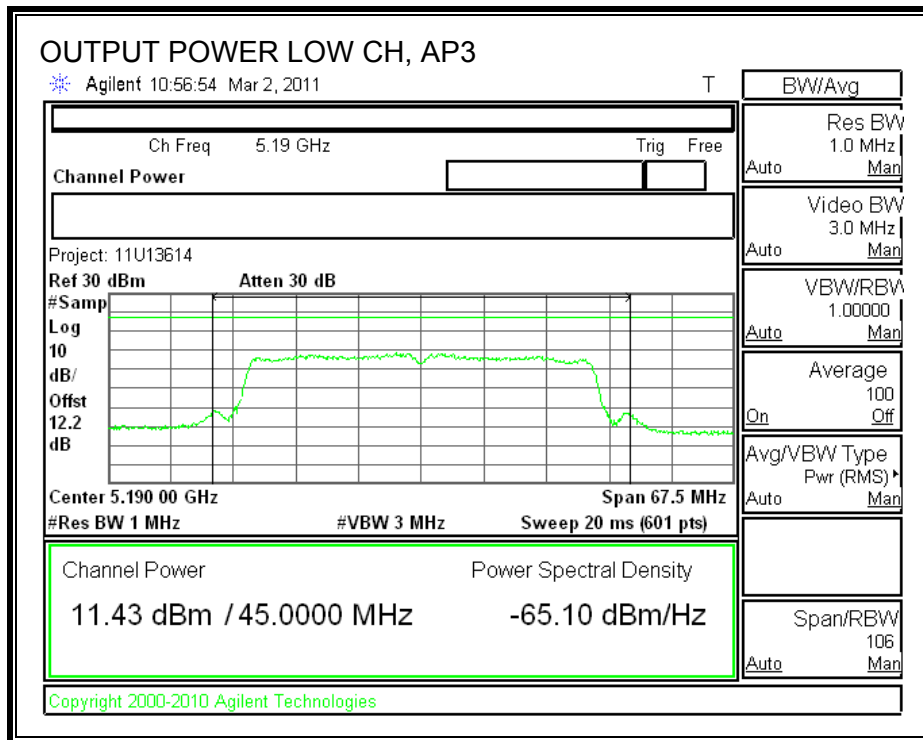 OUTPUT POWER LOW CH, AP3
Agilent 10:56:54 Mar 2, 2011 T
BW/Avg
Ch Freq 5.19 GHz Trig Free
Channel Power
Project: 11U13614
Ref 30 dBm Atten 30 dB
#Samp
Log
10
dB/
Offst
12.2
dB
Center 5.190 00 GHz Span 67.5 MHz
#Res BW 1 MHz #VBW 3 MHz Sweep 20 ms (601 pts)
Channel Power Power Spectral Density
11.43 dBm / 45.0000 MHz -65.10 dBm/Hz
Copyright 2000-2010 Agilent Technologies
Res BW
1.0 MHz
Auto Man
Video BW
3.0 MHz
Auto Man
VBW/RBW
1.00000
Auto Man
Average
100
On Off
Avg/VBW Type
Pwr (RMS)
Auto Man
Span/RBW
106
Auto Man